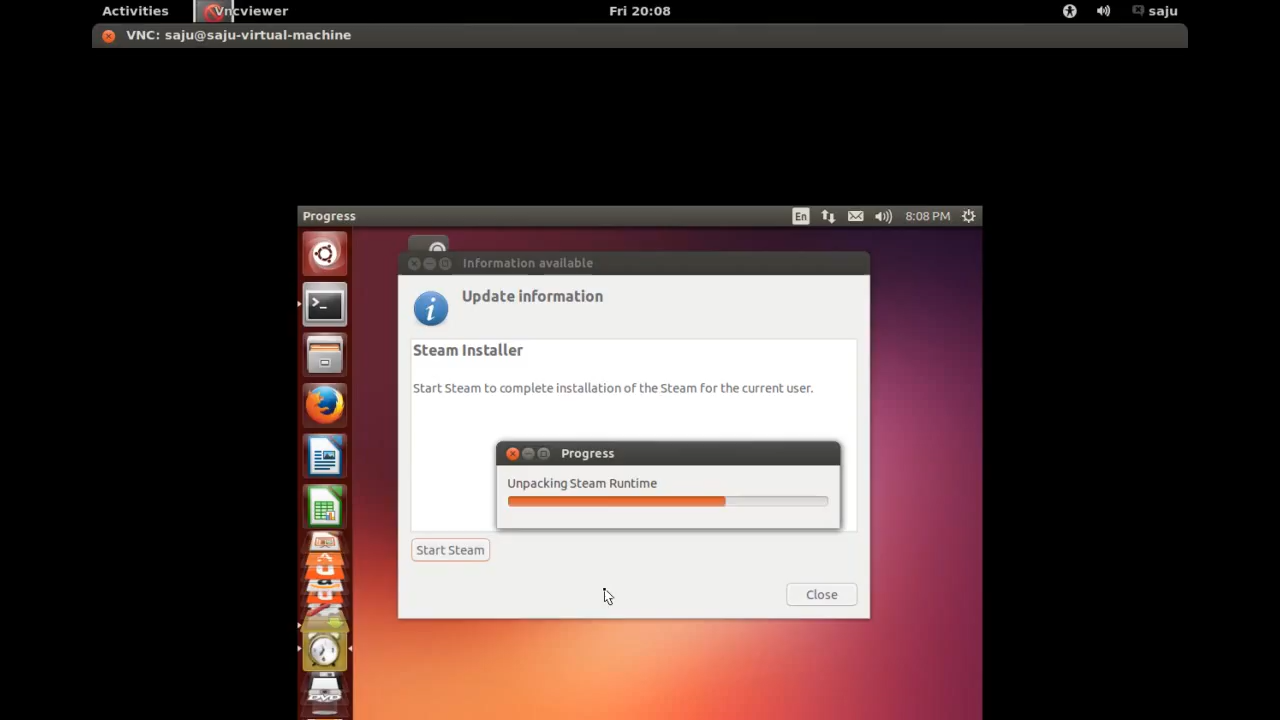 Activities
Vncviewer
Fri 20:08
saju
VNC: saju@saju-virtual-machine
Progress
En
8:08 PM
Information available
Update information
Steam Installer
Start Steam to complete installation of the Steam for the current user.
Progress
Unpacking Steam Runtime
Start Steam
Close
DVD